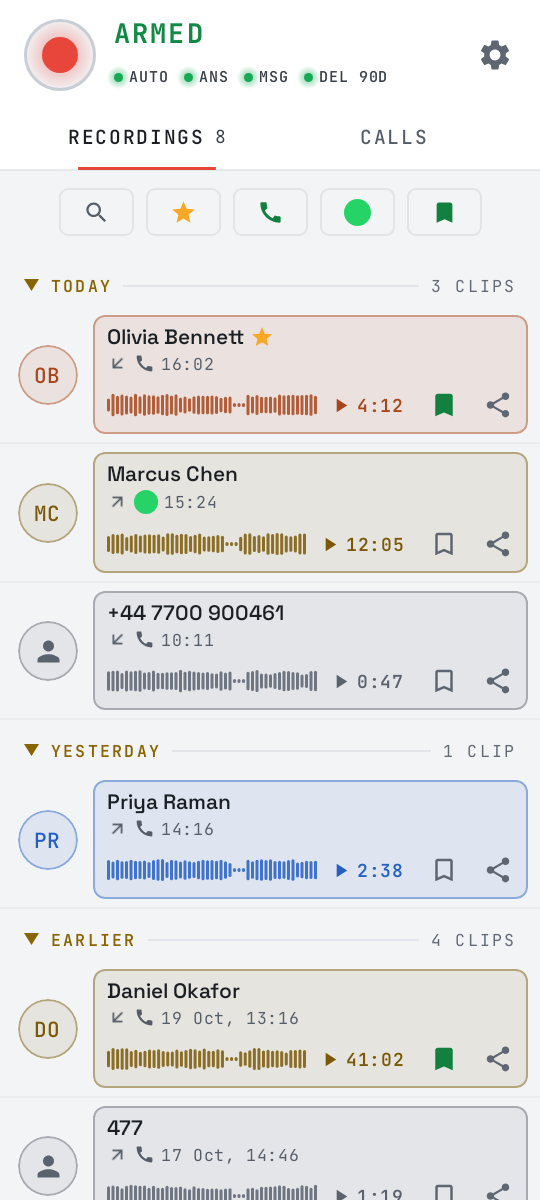 ARMED
AUTO ANS MSG DEL 90D
RECORDINGS 8 CALLS
TODAY 3 CLIPS
Olivia Bennett
OB
16:02
4:12
Marcus Chen
MC
15:24
12:05
+44 7700 900461
10:11
0:47
YESTERDAY 1 CLIP
Priya Raman
PR
14:16
2:38
EARLIER 4 CLIPS
Daniel Okafor
DO
19 Oct, 13:16
41:02
477
17 Oct, 14:46
1:19